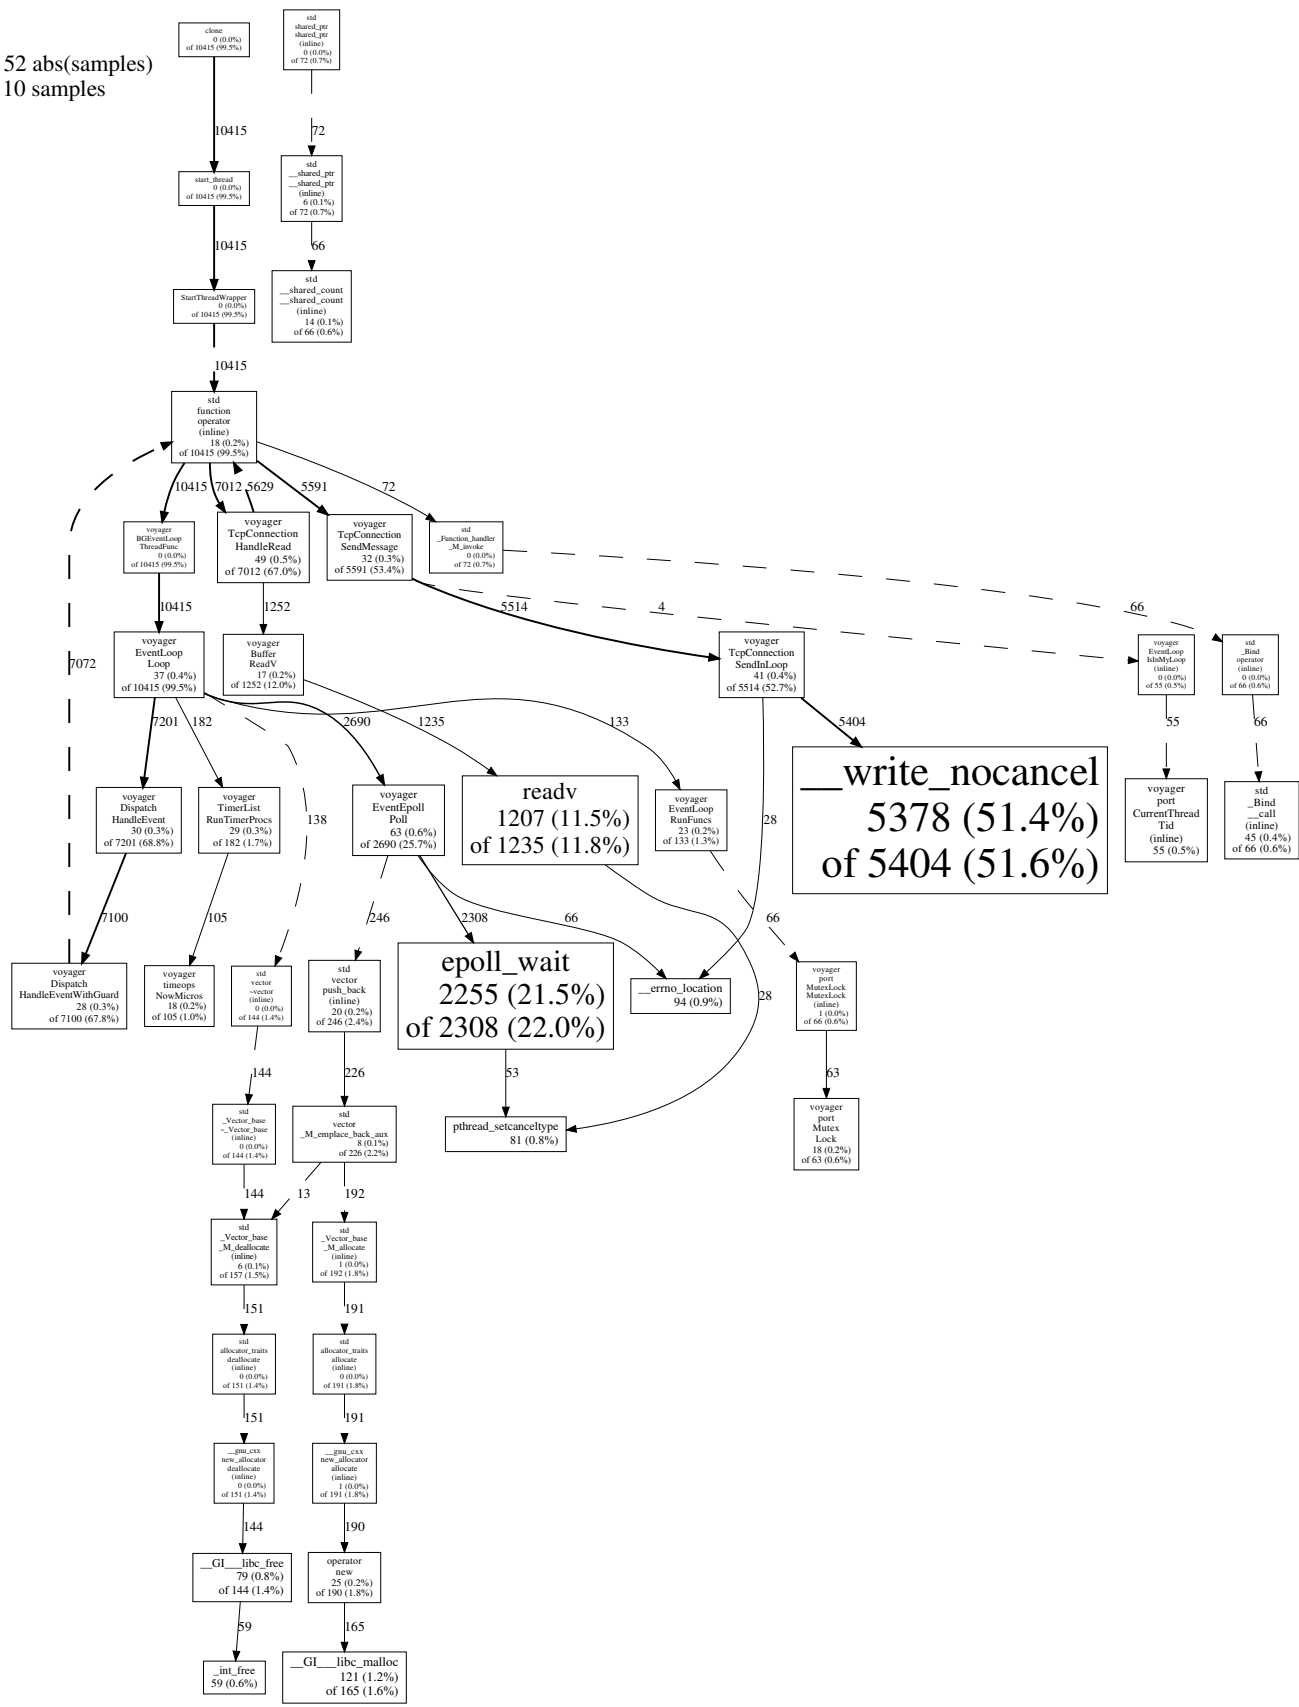 52 abs(samples)
10 samples
clone
0 (0.0%)
of 10415 (99.5%)
std
shared_ptr
shared_ptr
(inline)
0 (0.0%)
of 72 (0.7%)
10415
72
start_thread
0 (0.0%)
of 10415 (99.5%)
std
__shared_ptr
__shared_ptr
(inline)
6 (0.1%)
of 72 (0.7%)
10415
66
StartThreadWrapper
0 (0.0%)
of 10415 (99.5%)
std
__shared_count
__shared_count
(inline)
14 (0.1%)
of 66 (0.6%)
10415
std
function
operator
(inline)
18 (0.2%)
of 10415 (99.5%)
10415
7012
5629
5591
72
voyager
BGEventLoop
ThreadFunc
0 (0.0%)
of 10415 (99.5%)
voyager
TcpConnection
HandleRead
49 (0.5%)
of 7012 (67.0%)
voyager
TcpConnection
SendMessage
32 (0.3%)
of 5591 (53.4%)
std
_Function_handler
_M_invoke
0 (0.0%)
of 72 (0.7%)
10415
1252
5514
4
66
7072
voyager
EventLoop
Loop
37 (0.4%)
of 10415 (99.5%)
voyager
Buffer
ReadV
17 (0.2%)
of 1252 (12.0%)
voyager
TcpConnection
SendInLoop
41 (0.4%)
of 5514 (52.7%)
voyager
EventLoop
IsInMyLoop
(inline)
0 (0.0%)
of 55 (0.5%)
std
_Bind
operator
(inline)
0 (0.0%)
of 66 (0.6%)
7201
182
138
2690
1235
133
28
5404
55
66
voyager
Dispatch
HandleEvent
30 (0.3%)
of 7201 (68.8%)
voyager
TimerList
RunTimerProcs
29 (0.3%)
of 182 (1.7%)
voyager
EventEpoll
Poll
63 (0.6%)
of 2690 (25.7%)
readv
1207 (11.5%)
of 1235 (11.8%)
voyager
EventLoop
RunFuncs
23 (0.2%)
of 133 (1.3%)
__write_nocancel
5378 (51.4%)
of 5404 (51.6%)
voyager
port
CurrentThread
Tid
(inline)
55 (0.5%)
std
_Bind
__call
(inline)
45 (0.4%)
of 66 (0.6%)
7100
105
246
2308
66
66
28
voyager
Dispatch
HandleEventWithGuard
28 (0.3%)
of 7100 (67.8%)
voyager
timeops
NowMicros
18 (0.2%)
of 105 (1.0%)
std
vector
~vector
(inline)
0 (0.0%)
of 144 (1.4%)
std
vector
push_back
(inline)
20 (0.2%)
of 246 (2.4%)
epoll_wait
2255 (21.5%)
of 2308 (22.0%)
__errno_location
94 (0.9%)
voyager
port
MutexLock
MutexLock
(inline)
1 (0.0%)
of 66 (0.6%)
144
226
53
63
std
_Vector_base
~_Vector_base
(inline)
0 (0.0%)
of 144 (1.4%)
std
vector
_M_emplace_back_aux
8 (0.1%)
of 226 (2.2%)
pthread_setcanceltype
81 (0.8%)
voyager
port
Mutex
Lock
18 (0.2%)
of 63 (0.6%)
144
13
192
std
_Vector_base
_M_deallocate
(inline)
6 (0.1%)
of 157 (1.5%)
std
_Vector_base
_M_allocate
(inline)
1 (0.0%)
of 192 (1.8%)
151
191
std
allocator_traits
deallocate
(inline)
0 (0.0%)
of 151 (1.4%)
std
allocator_traits
allocate
(inline)
0 (0.0%)
of 191 (1.8%)
151
191
__gnu_cxx
new_allocator
deallocate
(inline)
0 (0.0%)
of 151 (1.4%)
__gnu_cxx
new_allocator
allocate
(inline)
1 (0.0%)
of 191 (1.8%)
144
190
__GI___libc_free
79 (0.8%)
of 144 (1.4%)
operator
new
25 (0.2%)
of 190 (1.8%)
59
165
_int_free
59 (0.6%)
__GI___libc_malloc
121 (1.2%)
of 165 (1.6%)